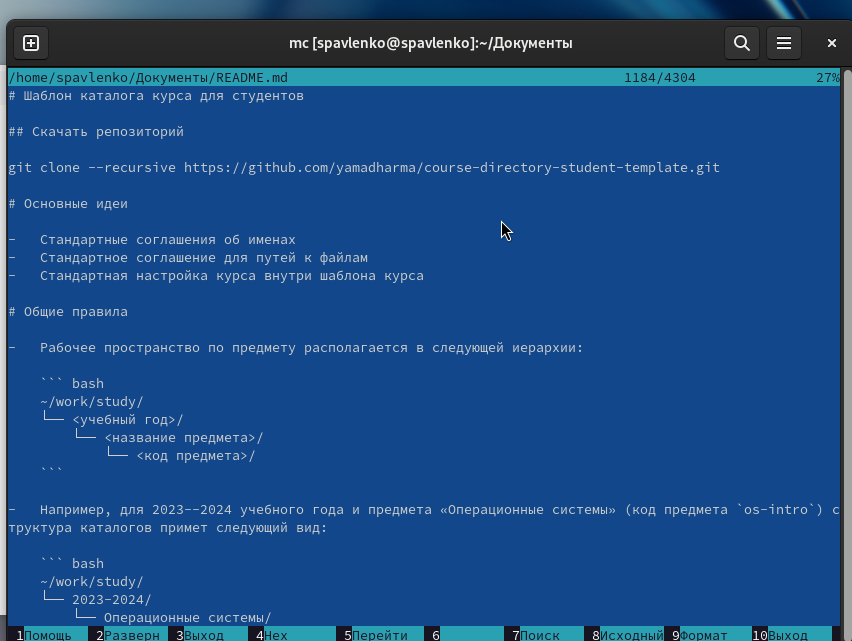 mc [spavlenko@spavlenko]:~/Документы
/home/spavlenko/Документы/README.md 1184/4304 27%
# Шаблон каталога курса для студентов
## Скачать репозиторий
git clone --recursive https://github.com/yamadharma/course-directory-student-template.git
# Основные идеи
-   Стандартные соглашения об именах
-   Стандартное соглашение для путей к файлам
-   Стандартная настройка курса внутри шаблона курса
# Общие правила
-   Рабочее пространство по предмету располагается в следующей иерархии:
    ``` bash
    ~/work/study/
    └── <учебный год>/
        └── <название предмета>/
            └── <код предмета>/
    ```
-   Например, для 2023--2024 учебного года и предмета «Операционные системы» (код предмета `os-intro`) с
труктура каталогов примет следующий вид:
    ``` bash
    ~/work/study/
    └── 2023-2024/
        └── Операционные системы/
1Помощь 2Разверн 3Выход 4Hex 5Перейти 6 7Поиск 8Исходный 9Формат 10Выход